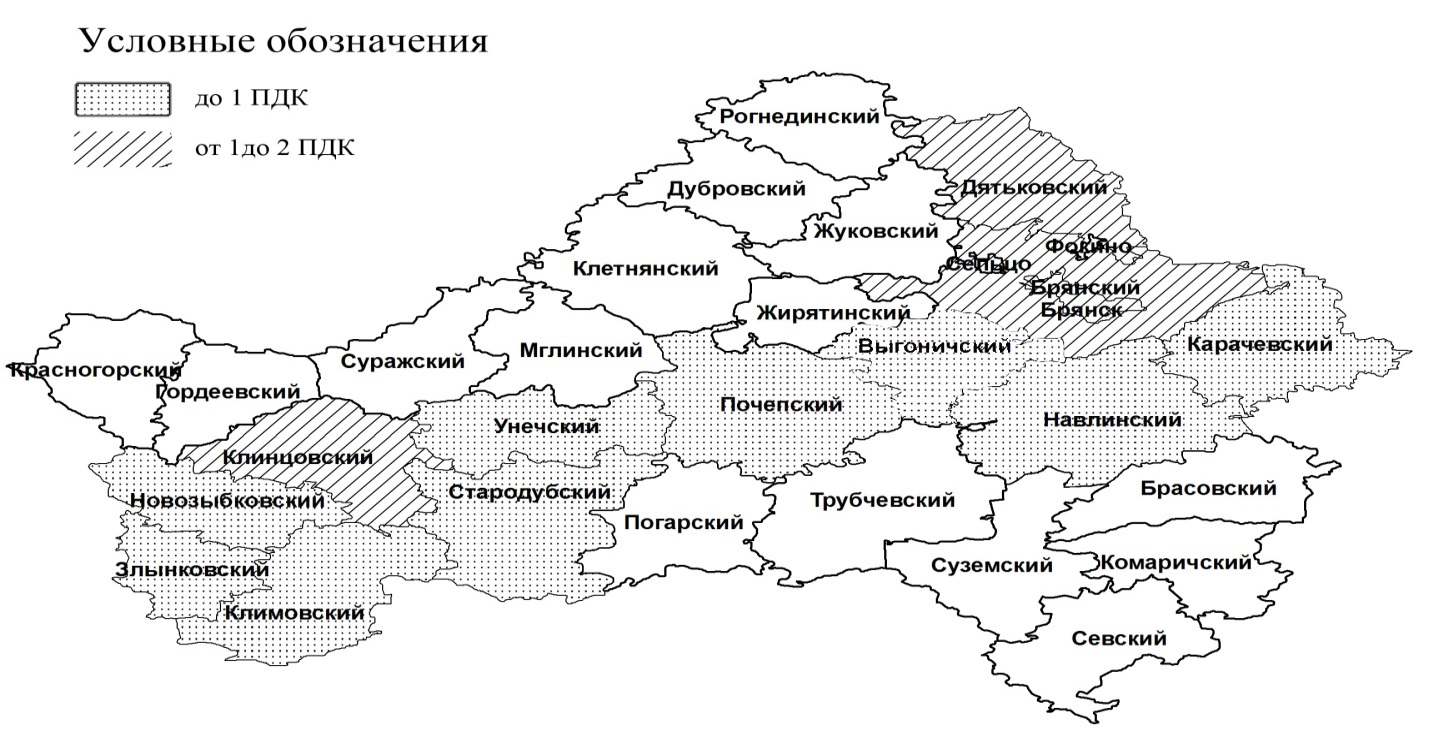 Условные обозначения
до 1 ПДК
от 1до 2 ПДК
Рогнединский
Дубровский
Дятьковский
Жуковский
Фокино
Сельцо
Клетнянский
Брянский
Брянск
Жирятинский
Выгоничский
Карачевский
Мглинский
Суражский
Красногорский
Гордеевский
Почепский
Навлинский
Унечский
Клинцовский
Стародубский
Новозыбковский
Брасовский
Трубчевский
Погарский
Суземский
Комаричский
Злынковский
Климовский
Севский